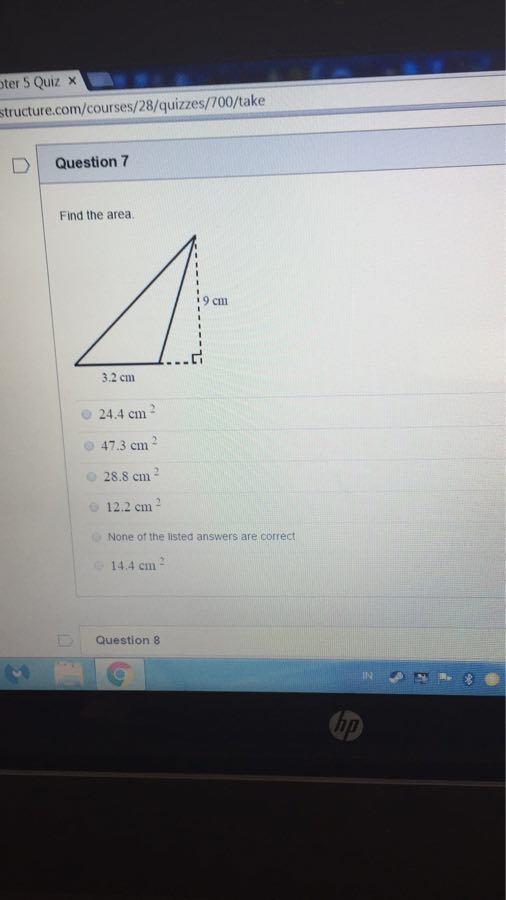 pter 5 Quiz ×
structure.com/courses/28/quizzes/700/take
Question 7
Find the area.
9 cm
3.2 cm
24.4 cm 2
47.3 cm 2
28.8 cm 2
12.2 cm 2
None of the listed answers are correct
14.4 cm 2
Question 8
IN
hp